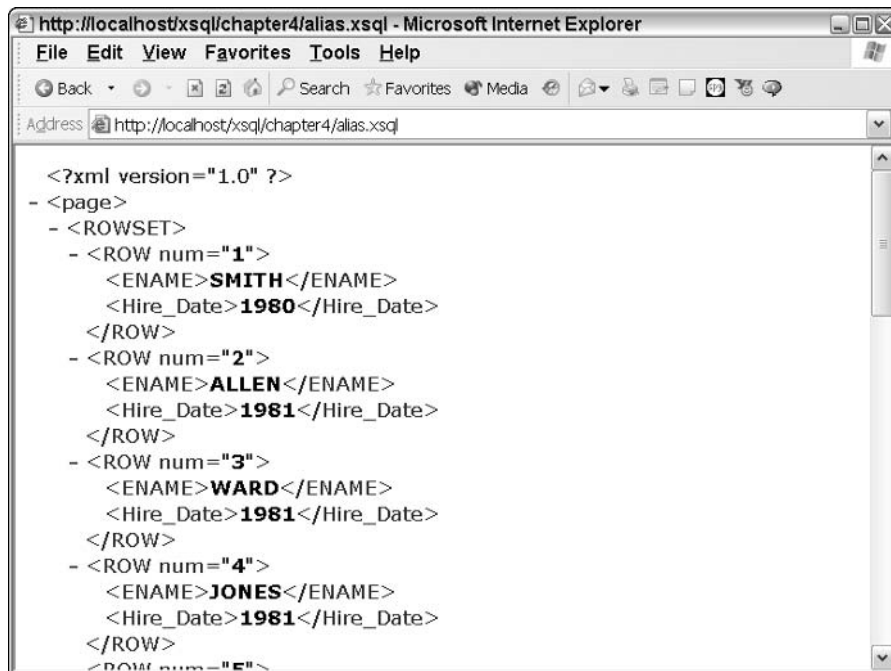 http://localhost/xsql/chapter4/alias.xsql - Microsoft Internet Explorer
File Edit View Favorites Tools Help
Back Search Favorites Media
Address http://localhost/xsql/chapter4/alias.xsql
<?xml version="1.0" ?>
- <page>
- <ROWSET>
- <ROW num="1">
<ENAME>SMITH</ENAME>
<Hire_Date>1980</Hire_Date>
</ROW>
- <ROW num="2">
<ENAME>ALLEN</ENAME>
<Hire_Date>1981</Hire_Date>
</ROW>
- <ROW num="3">
<ENAME>WARD</ENAME>
<Hire_Date>1981</Hire_Date>
</ROW>
- <ROW num="4">
<ENAME>JONES</ENAME>
<Hire_Date>1981</Hire_Date>
</ROW>
- <ROW num="5">